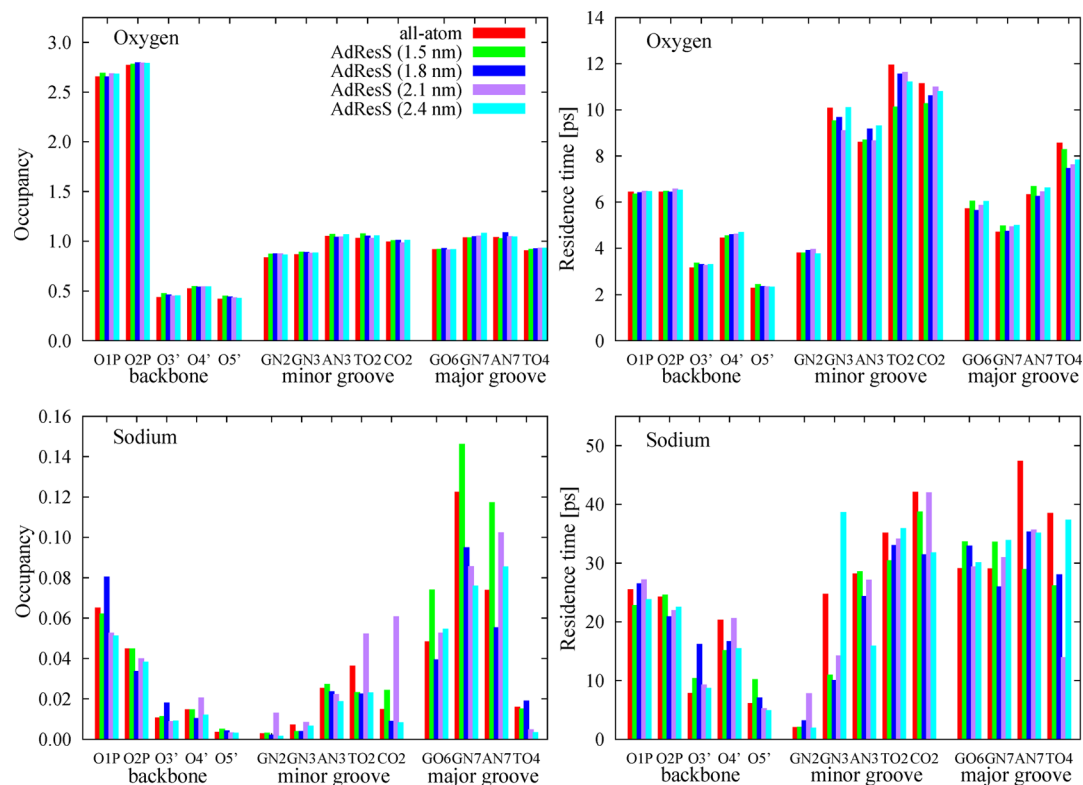 Oxygen
all-atom
AdResS (1.5 nm)
AdResS (1.8 nm)
AdResS (2.1 nm)
AdResS (2.4 nm)
Occupancy
3.0
2.5
2.0
1.5
1.0
0.5
0.0
O1P O2P O3’ O4’ O5’ GN2 GN3 AN3 TO2 CO2 GO6 GN7 AN7 TO4
backbone minor groove major groove
Oxygen
Residence time [ps]
14
12
10
8
6
4
2
0
O1P O2P O3’ O4’ O5’ GN2 GN3 AN3 TO2 CO2 GO6 GN7 AN7 TO4
backbone minor groove major groove
Sodium
Occupancy
0.16
0.14
0.12
0.10
0.08
0.06
0.04
0.02
0.00
O1P O2P O3’ O4’ O5’ GN2 GN3 AN3 TO2 CO2 GO6 GN7 AN7 TO4
backbone minor groove major groove
Sodium
Residence time [ps]
50
40
30
20
10
0
O1P O2P O3’ O4’ O5’ GN2 GN3 AN3 TO2 CO2 GO6 GN7 AN7 TO4
backbone minor groove major groove